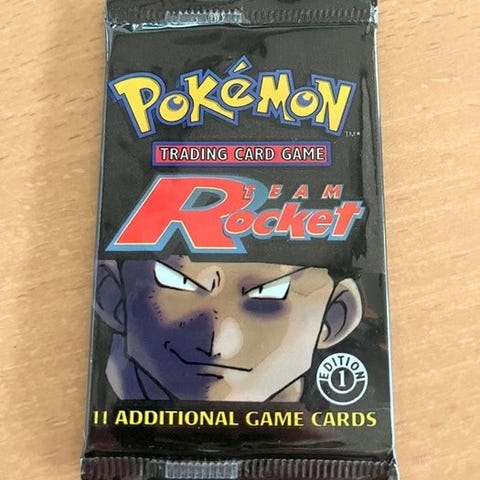 POKéMON
TM
TRADING CARD GAME
TEAM
Rocket
EDITION
1
11 ADDITIONAL GAME CARDS